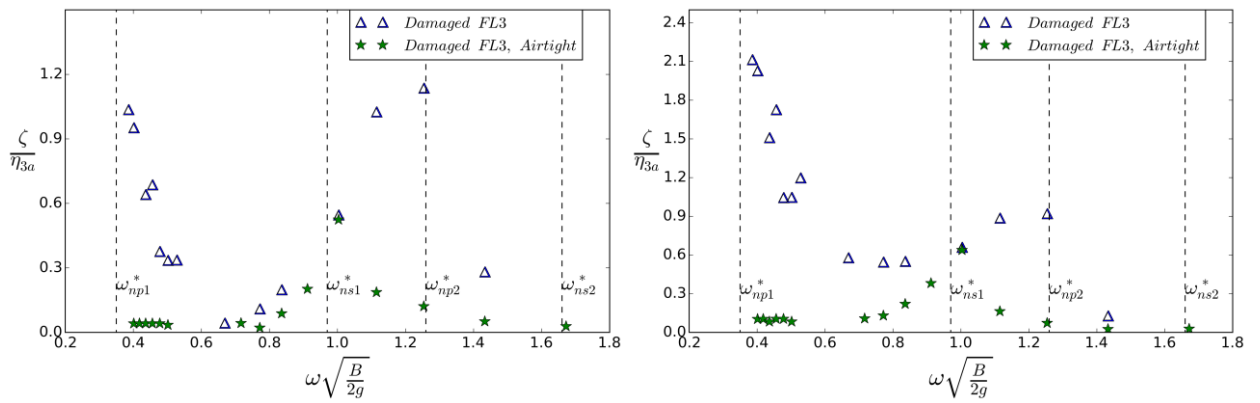 Damaged FL3
Damaged FL3, Airtight
1.2
0.9
0.6
0.3
0.0
ζ/η3a
ω*np1
ω*ns1
ω*np2
ω*ns2
0.2 0.4 0.6 0.8 1.0 1.2 1.4 1.6 1.8
ω√(B/2g)
Damaged FL3
Damaged FL3, Airtight
2.4
2.1
1.8
1.5
1.2
0.9
0.6
0.3
0.0
ζ/η3a
ω*np1
ω*ns1
ω*np2
ω*ns2
0.2 0.4 0.6 0.8 1.0 1.2 1.4 1.6 1.8
ω√(B/2g)